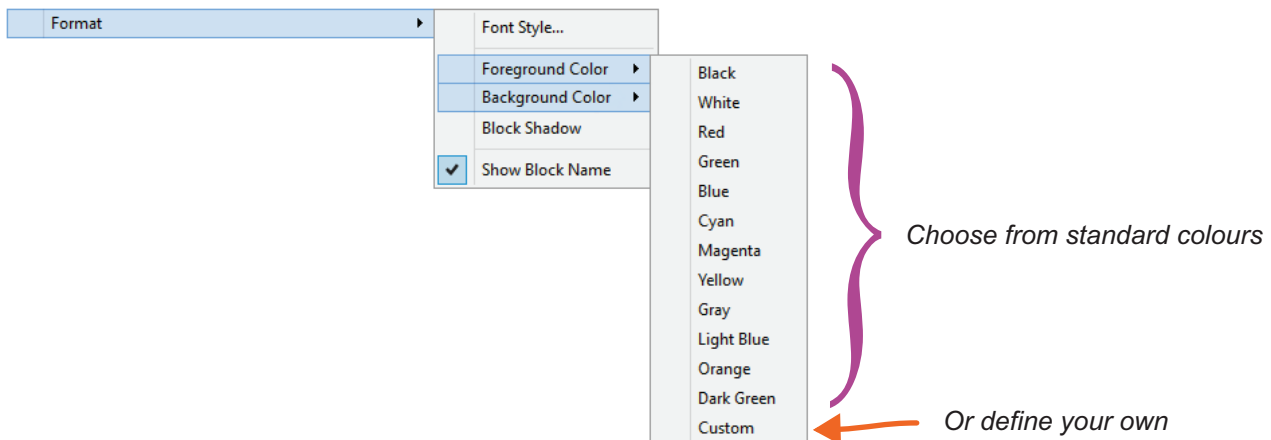 Format
Font Style...
Foreground Color
Background Color
Block Shadow
Show Block Name
Black
White
Red
Green
Blue
Cyan
Magenta
Yellow
Gray
Light Blue
Orange
Dark Green
Custom
Choose from standard colours
Or define your own